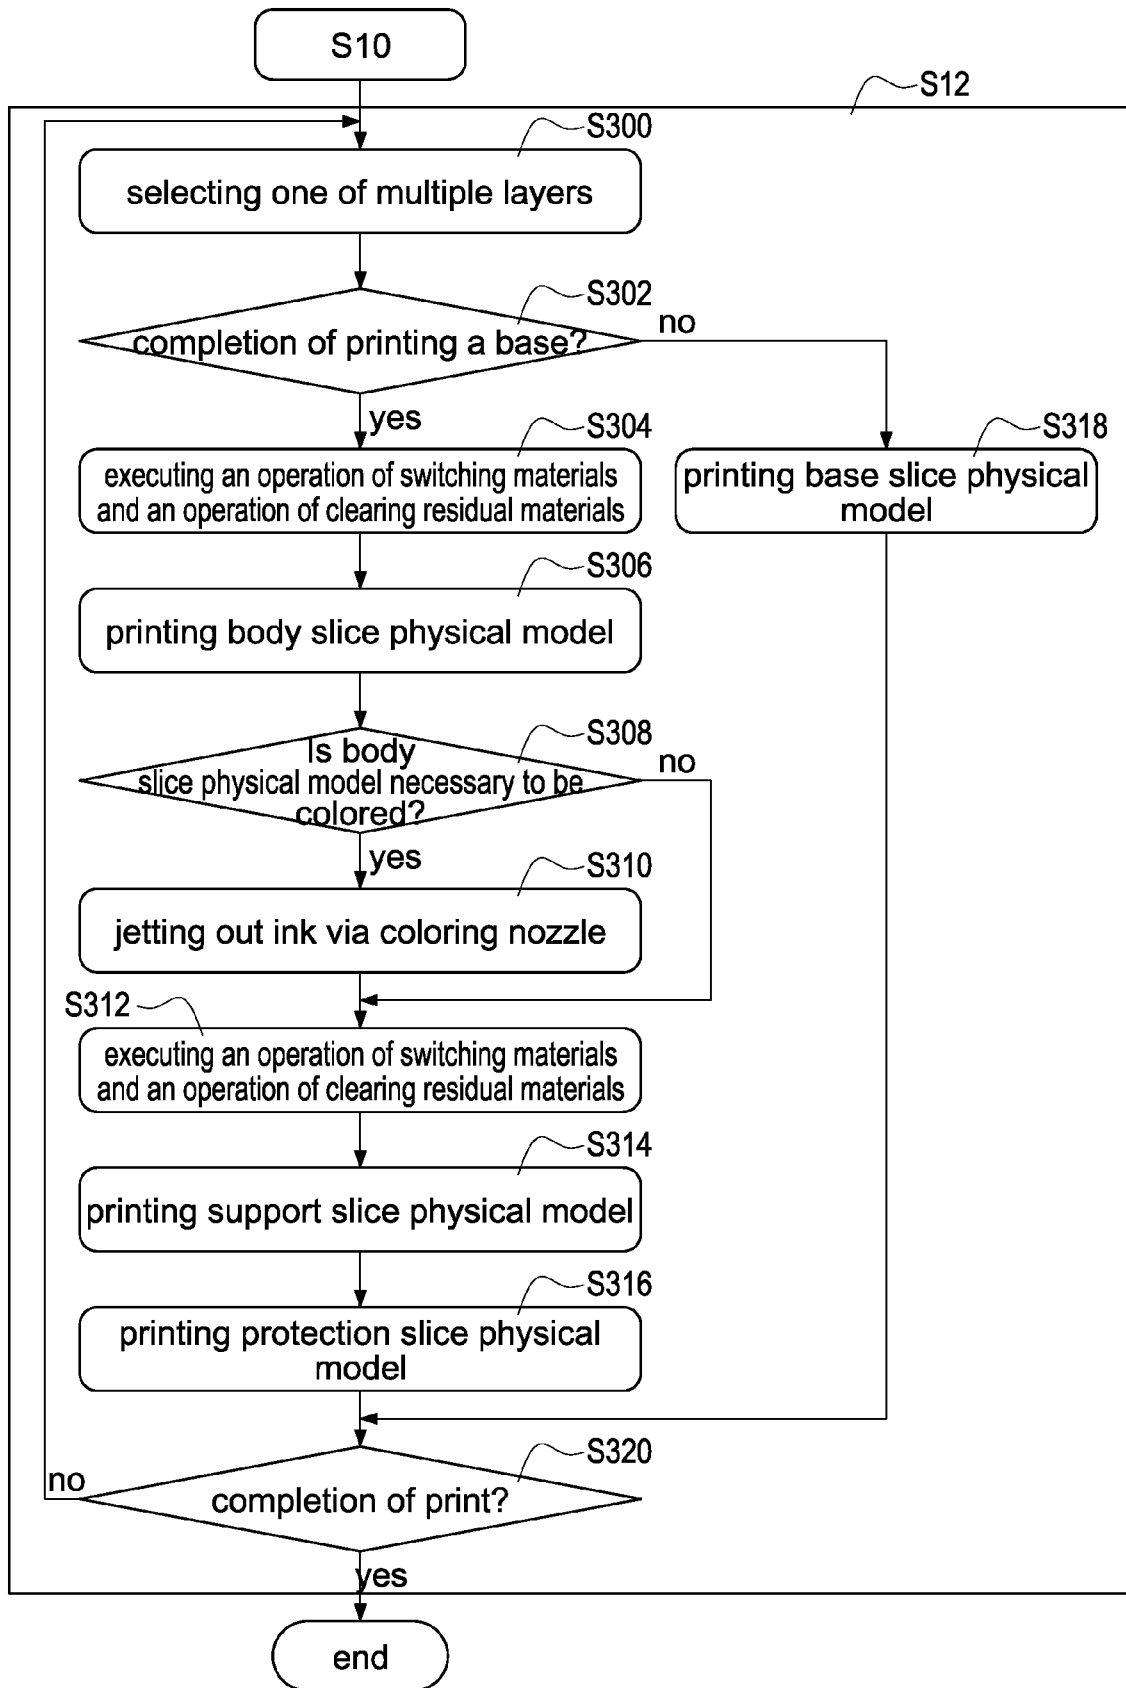 S10
S12
S300
selecting one of multiple layers
S302
completion of printing a base?
no
yes
S304
executing an operation of switching materials
and an operation of clearing residual materials
S318
printing base slice physical
model
S306
printing body slice physical model
S308
Is body
slice physical model necessary to be
colored?
no
yes
S310
jetting out ink via coloring nozzle
S312
executing an operation of switching materials
and an operation of clearing residual materials
S314
printing support slice physical model
S316
printing protection slice physical
model
S320
no
completion of print?
yes
end